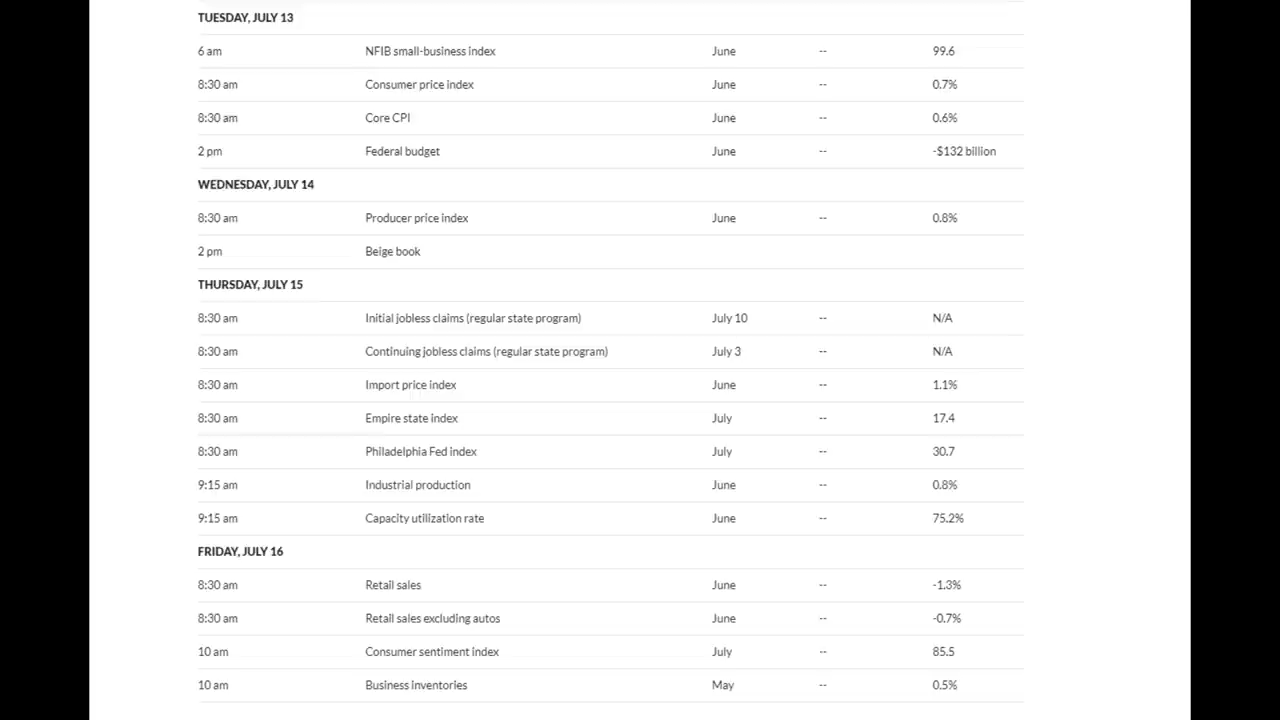 TUESDAY, JULY 13
6 am NFIB small-business index June -- 99.6
8:30 am Consumer price index June -- 0.7%
8:30 am Core CPI June -- 0.6%
2 pm Federal budget June -- -$132 billion
WEDNESDAY, JULY 14
8:30 am Producer price index June -- 0.8%
2 pm Beige book
THURSDAY, JULY 15
8:30 am Initial jobless claims (regular state program) July 10 -- N/A
8:30 am Continuing jobless claims (regular state program) July 3 -- N/A
8:30 am Import price index June -- 1.1%
8:30 am Empire state index July -- 17.4
8:30 am Philadelphia Fed index July -- 30.7
9:15 am Industrial production June -- 0.8%
9:15 am Capacity utilization rate June -- 75.2%
FRIDAY, JULY 16
8:30 am Retail sales June -- -1.3%
8:30 am Retail sales excluding autos June -- -0.7%
10 am Consumer sentiment index July -- 85.5
10 am Business inventories May -- 0.5%